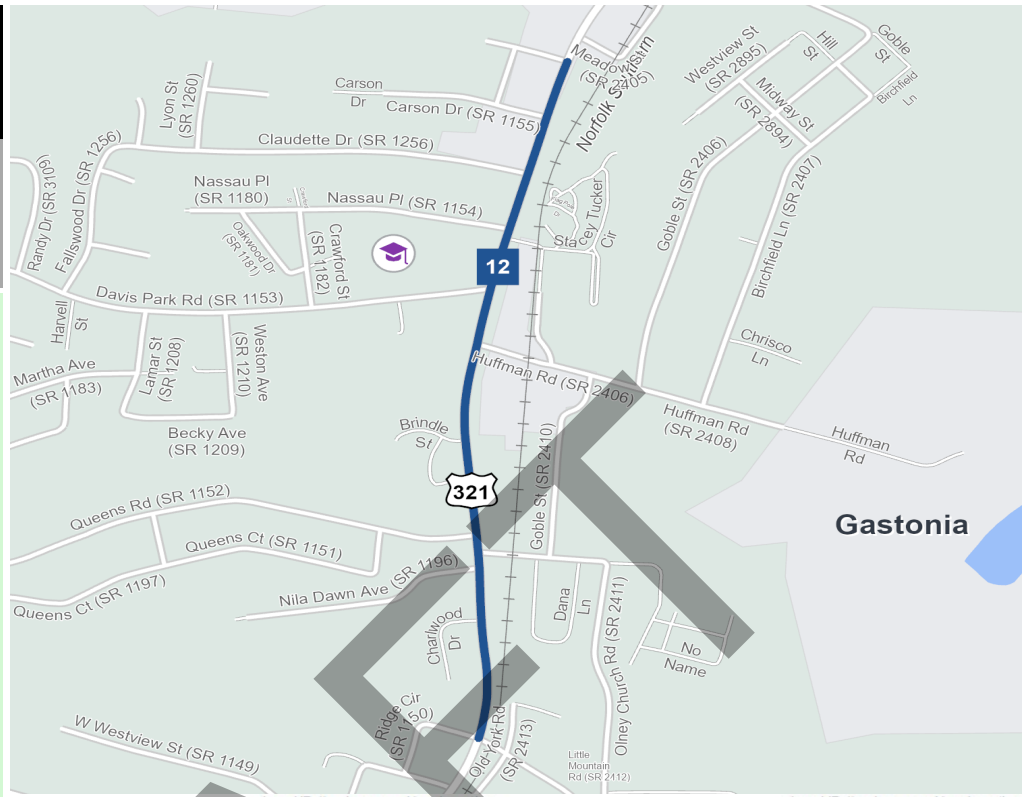 Goble
St
Hill
St
Westview St
(SR 2895)
Meadow
(SR 2405)
Norfolk Southern
Midway St
(SR 2894)
Birchfield
Ln
Lyon St
(SR 1260)
Carson
Dr
Carson Dr (SR 1155)
Claudette Dr (SR 1256)
Fallswood Dr (SR 1256)
Randy Dr (SR 3109)
Nassau Pl
(SR 1180)
Nassau Pl (SR 1154)
Oakwood Dr
(SR 1181)
Crawford St
(SR 1182)
Stacey Tucker
Cir
Goble St (SR 2406)
Birchfield Ln (SR 2407)
12
Davis Park Rd (SR 1153)
Harvell
St
Lamar St
(SR 1208)
Weston Ave
(SR 1210)
Martha Ave
(SR 1183)
Becky Ave
(SR 1209)
Chrisco
Ln
Huffman Rd (SR 2406)
Huffman Rd
(SR 2408)
Huffman
Rd
Brindle
St
321
Goble St (SR 2410)
Gastonia
Queens Rd (SR 1152)
Queens Ct (SR 1151)
Queens Ct (SR 1197)
Nila Dawn Ave (SR 1196)
Charlwood
Dr
Dana
Ln
Olney Church Rd (SR 2411)
No
Name
Ridge Cir
(SR 1150)
Old York Rd
(SR 2413)
W Westview St (SR 1149)
Little
Mountain
Rd (SR 2412)